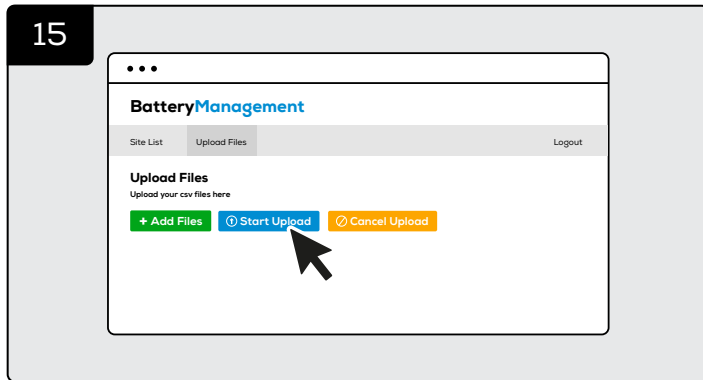 15
BatteryManagement
Site List Upload Files Logout
Upload Files
Upload your csv files here
+ Add Files Start Upload Cancel Upload